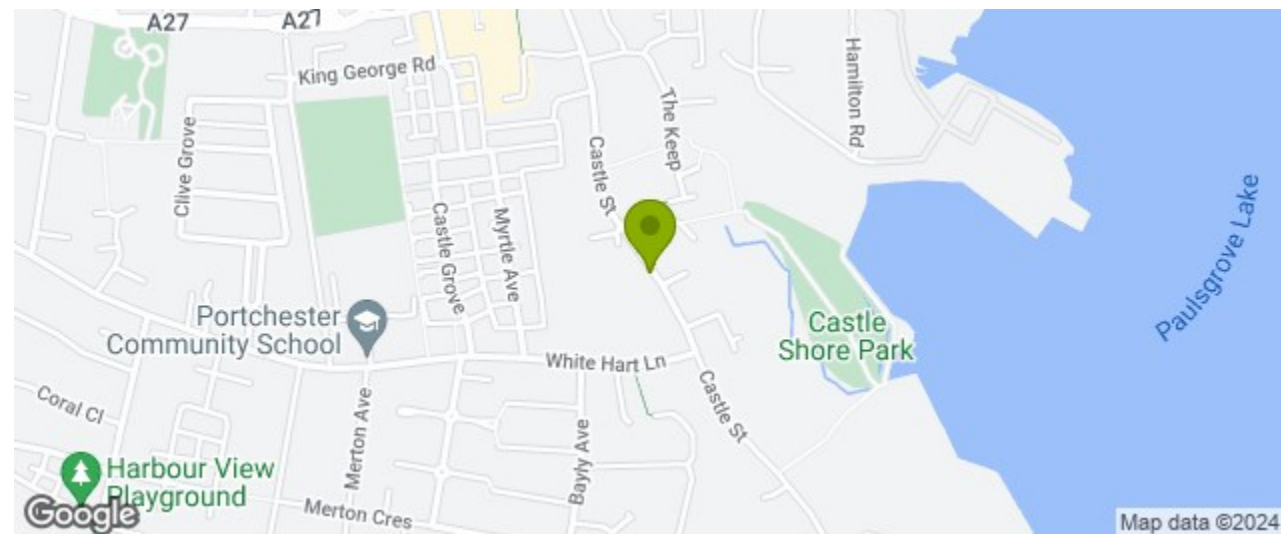 A27
A27
King George Rd
Hamilton Rd
The Keep
Clive Grove
Castle St
Castle Grove
Myrtle Ave
Paulsgrove Lake
Portchester
Community School
Castle
Shore Park
White Hart Ln
Castle St
Coral Cl
Merton Ave
Bayly Ave
Harbour View
Playground
Merton Cres
Google
Map data ©2024